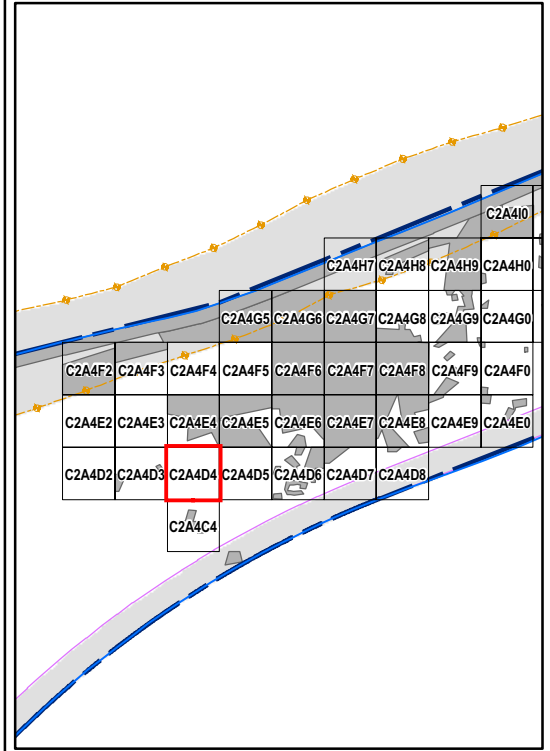 C2A4I0
C2A4H7 C2A4H8 C2A4H9 C2A4H0
C2A4G5 C2A4G6 C2A4G7 C2A4G8 C2A4G9 C2A4G0
C2A4F2 C2A4F3 C2A4F4 C2A4F5 C2A4F6 C2A4F7 C2A4F8 C2A4F9 C2A4F0
C2A4E2 C2A4E3 C2A4E4 C2A4E5 C2A4E6 C2A4E7 C2A4E8 C2A4E9 C2A4E0
C2A4D2 C2A4D3 C2A4D4 C2A4D5 C2A4D6 C2A4D7 C2A4D8
C2A4C4